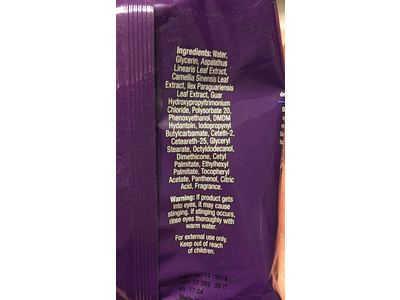 Ingredients: Water,
Glycerin, Aspalathus
Linearis Leaf Extract,
Camellia Sinensis Leaf
Extract, Ilex Paraguariensis
Leaf Extract, Guar
Hydroxypropyltrimonium
Chloride, Polysorbate 20,
Phenoxyethanol, DMDM
Hydantoin, Iodopropynyl
Butylcarbamate, Ceteth-2,
Ceteareth-25, Glyceryl
Stearate, Octyldodecanol,
Dimethicone, Cetyl
Palmitate, Ethylhexyl
Palmitate, Tocopheryl
Acetate, Panthenol, Citric
Acid, Fragrance.
Warning: If product gets
into eyes, it may cause
stinging. If stinging occurs,
rinse eyes thoroughly with
warm water.
For external use only.
Keep out of reach
of children.